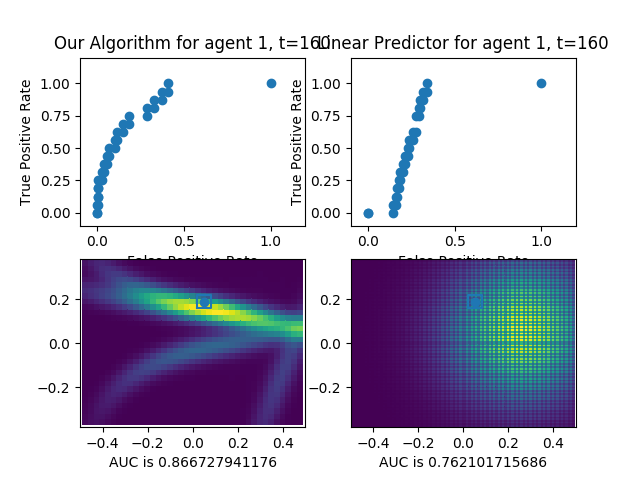 Our Algorithm for agent 1, t=160
Linear Predictor for agent 1, t=160
True Positive Rate
1.00
0.75
0.50
0.25
0.00
0.0 0.5 1.0
False Positive Rate
True Positive Rate
1.00
0.75
0.50
0.25
0.00
0.0 0.5 1.0
False Positive Rate
0.2
0.0
−0.2
−0.4 −0.2 0.0 0.2 0.4
AUC is 0.866727941176
0.2
0.0
−0.2
−0.4 −0.2 0.0 0.2 0.4
AUC is 0.762101715686